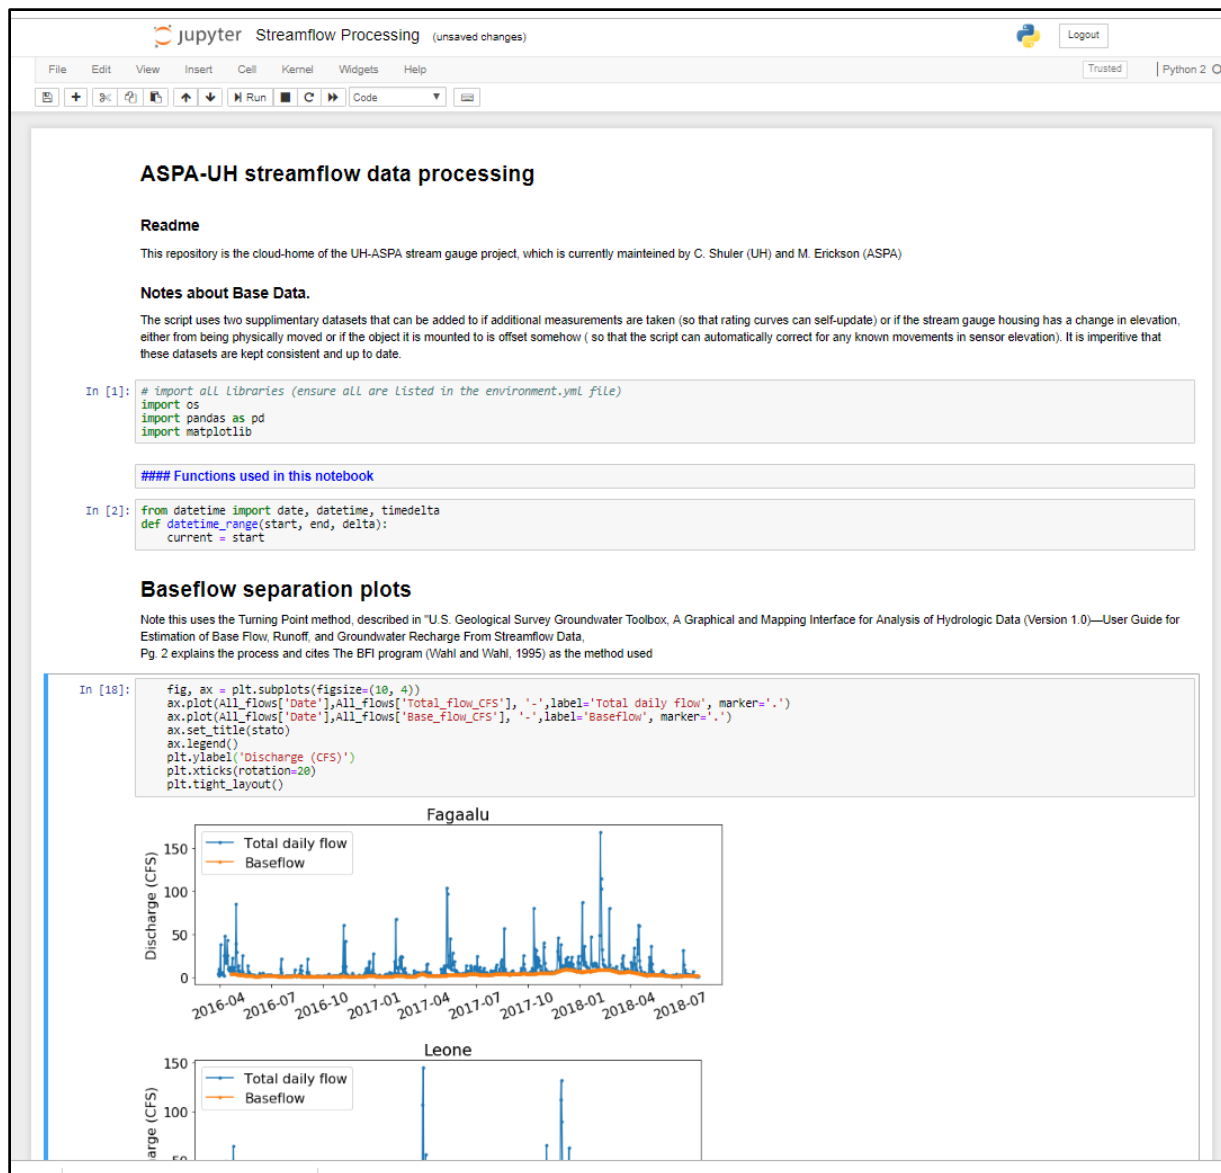 jupyter Streamflow Processing (unsaved changes)
Logout
File Edit View Insert Cell Kernel Widgets Help
Trusted
Python 2
Run
Code
ASPA-UH streamflow data processing
Readme
This repository is the cloud-home of the UH-ASPA stream gauge project, which is currently mainteined by C. Shuler (UH) and M. Erickson (ASPA)
Notes about Base Data.
The script uses two supplimentary datasets that can be added to if additional measurements are taken (so that rating curves can self-update) or if the stream gauge housing has a change in elevation,
either from being physically moved or if the object it is mounted to is offset somehow ( so that the script can automatically correct for any known movements in sensor elevation). It is imperitive that
these datasets are kept consistent and up to date.
In [1]: # import all libraries (ensure all are listed in the environment.yml file)
import os
import pandas as pd
import matplotlib
#### Functions used in this notebook
In [2]: from datetime import date, datetime, timedelta
def datetime_range(start, end, delta):
    current = start
Baseflow separation plots
Note this uses the Turning Point method, described in "U.S. Geological Survey Groundwater Toolbox, A Graphical and Mapping Interface for Analysis of Hydrologic Data (Version 1.0)—User Guide for
Estimation of Base Flow, Runoff, and Groundwater Recharge From Streamflow Data,
Pg. 2 explains the process and cites The BFI program (Wahl and Wahl, 1995) as the method used
In [18]: fig, ax = plt.subplots(figsize=(10, 4))
ax.plot(All_flows['Date'],All_flows['Total_flow_CFS'], '-',label='Total daily flow', marker='.')
ax.plot(All_flows['Date'],All_flows['Base_flow_CFS'], '-',label='Baseflow', marker='.')
ax.set_title(stato)
ax.legend()
plt.ylabel('Discharge (CFS)')
plt.xticks(rotation=20)
plt.tight_layout()
Fagaalu
Total daily flow
Baseflow
Discharge (CFS)
150
100
50
0
2016-04 2016-07 2016-10 2017-01 2017-04 2017-07 2017-10 2018-01 2018-04 2018-07
Leone
Total daily flow
Baseflow
150
100
50
arge (CFS)